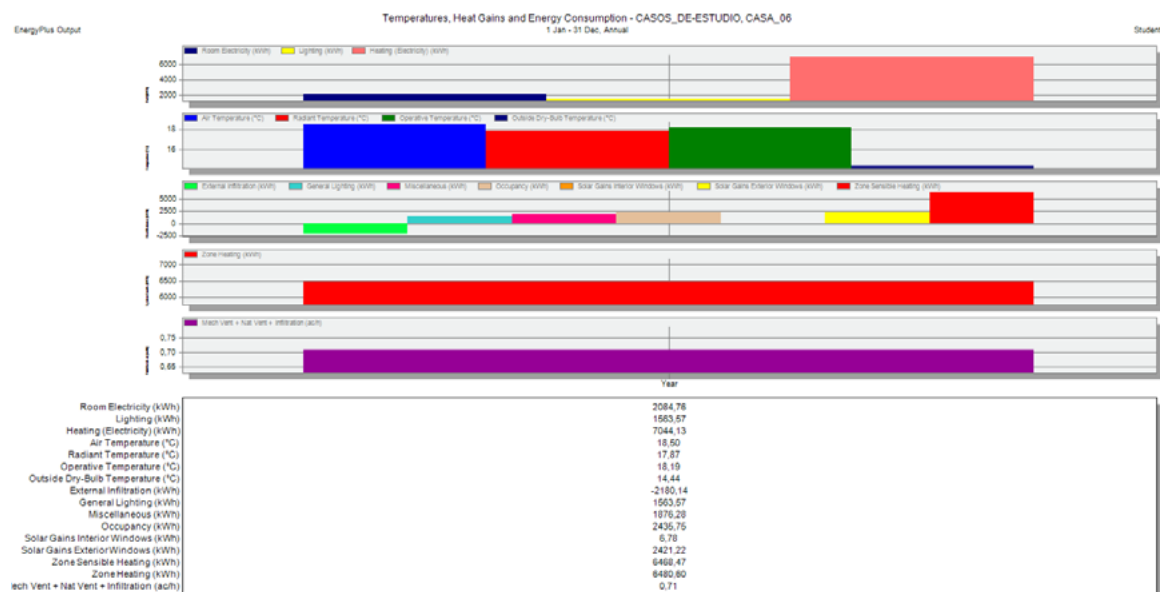 Temperatures, Heat Gains and Energy Consumption - CASOS_DE-ESTUDIO, CASA_06
EnergyPlus Output
1 Jan - 31 Dec, Annual
Student
Room Electricity (kWh) Lighting (kWh) Heating (Electricity) (kWh)
6000
4000
2000
Air Temperature (°C) Radiant Temperature (°C) Operative Temperature (°C) Outside Dry-Bulb Temperature (°C)
18
16
External Infiltration (kWh) General Lighting (kWh) Miscellaneous (kWh) Occupancy (kWh) Solar Gains Interior Windows (kWh) Solar Gains Exterior Windows (kWh) Zone Sensible Heating (kWh)
5000
2500
0
-2500
Zone Heating (kWh)
7000
6500
6000
Mech Vent + Nat Vent + Infiltration (ac/h)
0,75
0,70
0,65
Year
Room Electricity (kWh) 2084,76
Lighting (kWh) 1563,57
Heating (Electricity) (kWh) 7044,13
Air Temperature (°C) 18,50
Radiant Temperature (°C) 17,87
Operative Temperature (°C) 18,19
Outside Dry-Bulb Temperature (°C) 14,44
External Infiltration (kWh) -2180,14
General Lighting (kWh) 1563,57
Miscellaneous (kWh) 1876,28
Occupancy (kWh) 2435,75
Solar Gains Interior Windows (kWh) 6,78
Solar Gains Exterior Windows (kWh) 2421,22
Zone Sensible Heating (kWh) 6468,47
Zone Heating (kWh) 6480,60
ech Vent + Nat Vent + Infiltration (ac/h) 0,71